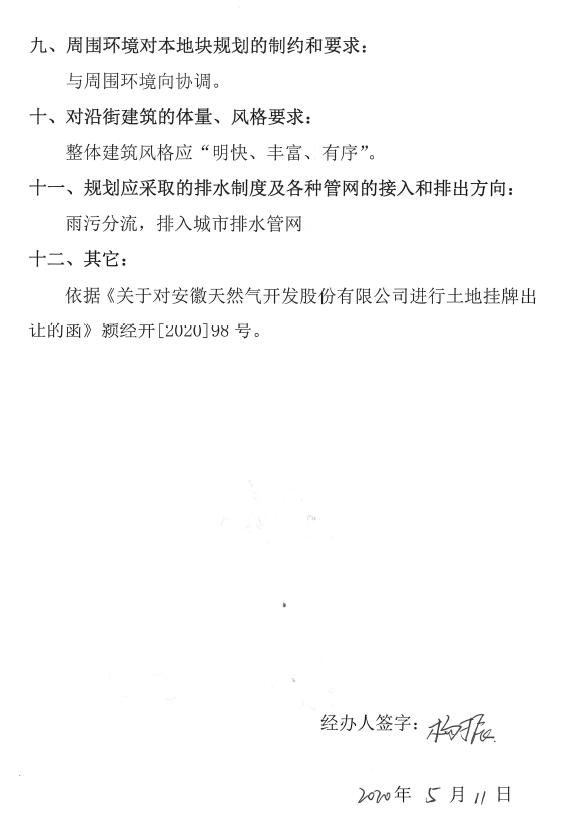 九、周围环境对本地块规划的制约和要求：
与周围环境向协调。
十、对沿街建筑的体量、风格要求：
整体建筑风格应“明快、丰富、有序”。
十一、规划应采取的排水制度及各种管网的接入和排出方向：
雨污分流，排入城市排水管网
十二、其它：
依据《关于对安徽天然气开发股份有限公司进行土地挂牌出
让的函》颍经开[2020]98 号。
经办人签字：
2020年 5 月 11 日